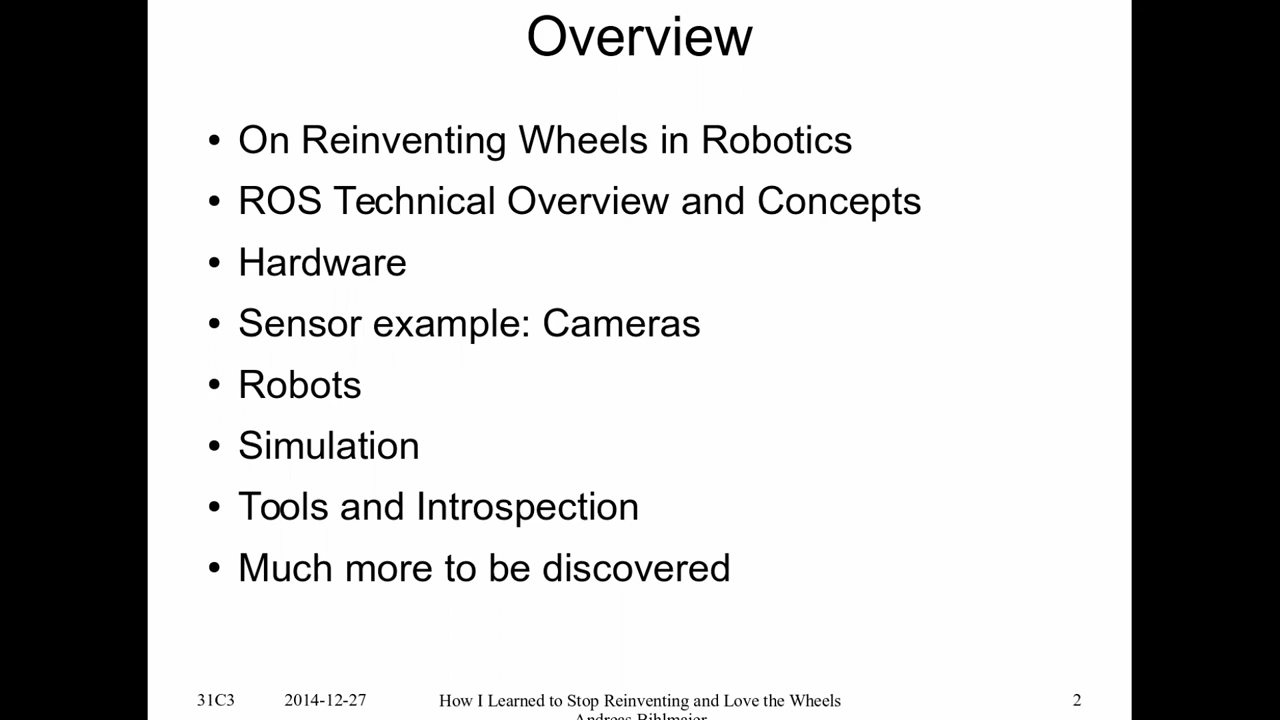 Overview
• On Reinventing Wheels in Robotics
• ROS Technical Overview and Concepts
• Hardware
• Sensor example: Cameras
• Robots
• Simulation
• Tools and Introspection
• Much more to be discovered
31C3 2014-12-27 How I Learned to Stop Reinventing and Love the Wheels 2
Andreas Bihlmaier